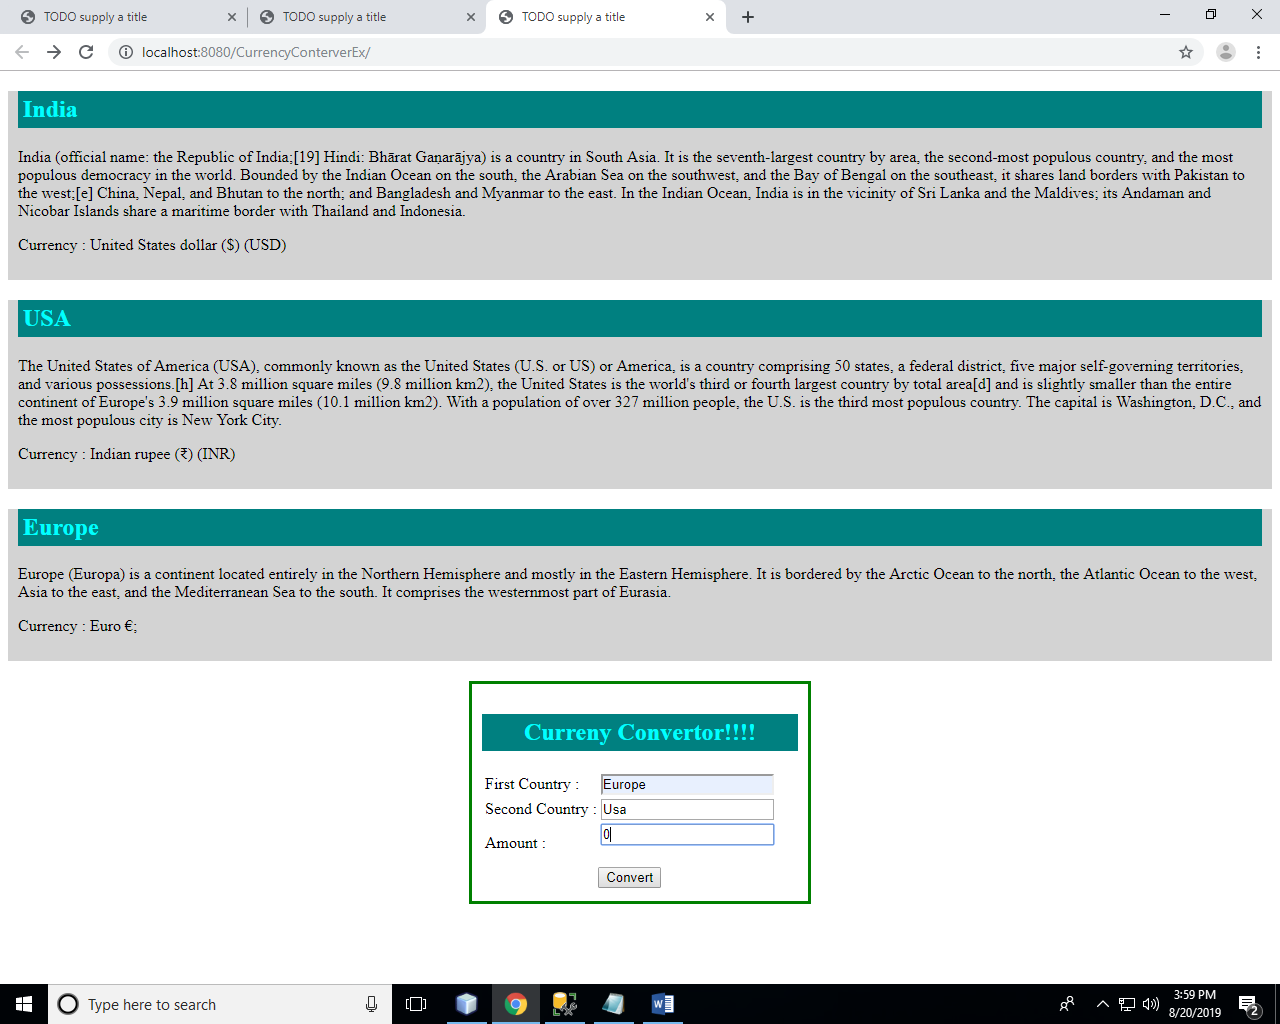 TODO supply a title
TODO supply a title
TODO supply a title
localhost:8080/CurrencyConterverEx/
India
India (official name: the Republic of India;[19] Hindi: Bhārat Gaṇarājya) is a country in South Asia. It is the seventh-largest country by area, the second-most populous country, and the most
populous democracy in the world. Bounded by the Indian Ocean on the south, the Arabian Sea on the southwest, and the Bay of Bengal on the southeast, it shares land borders with Pakistan to
the west;[e] China, Nepal, and Bhutan to the north; and Bangladesh and Myanmar to the east. In the Indian Ocean, India is in the vicinity of Sri Lanka and the Maldives; its Andaman and
Nicobar Islands share a maritime border with Thailand and Indonesia.
Currency : United States dollar ($) (USD)
USA
The United States of America (USA), commonly known as the United States (U.S. or US) or America, is a country comprising 50 states, a federal district, five major self-governing territories,
and various possessions.[h] At 3.8 million square miles (9.8 million km2), the United States is the world's third or fourth largest country by total area[d] and is slightly smaller than the entire
continent of Europe's 3.9 million square miles (10.1 million km2). With a population of over 327 million people, the U.S. is the third most populous country. The capital is Washington, D.C., and
the most populous city is New York City.
Currency : Indian rupee (₹) (INR)
Europe
Europe (Europa) is a continent located entirely in the Northern Hemisphere and mostly in the Eastern Hemisphere. It is bordered by the Arctic Ocean to the north, the Atlantic Ocean to the west,
Asia to the east, and the Mediterranean Sea to the south. It comprises the westernmost part of Eurasia.
Currency : Euro €;
Curreny Convertor!!!!
First Country : Europe
Second Country : Usa
Amount : 0
Convert
Type here to search
3:59 PM
8/20/2019
2